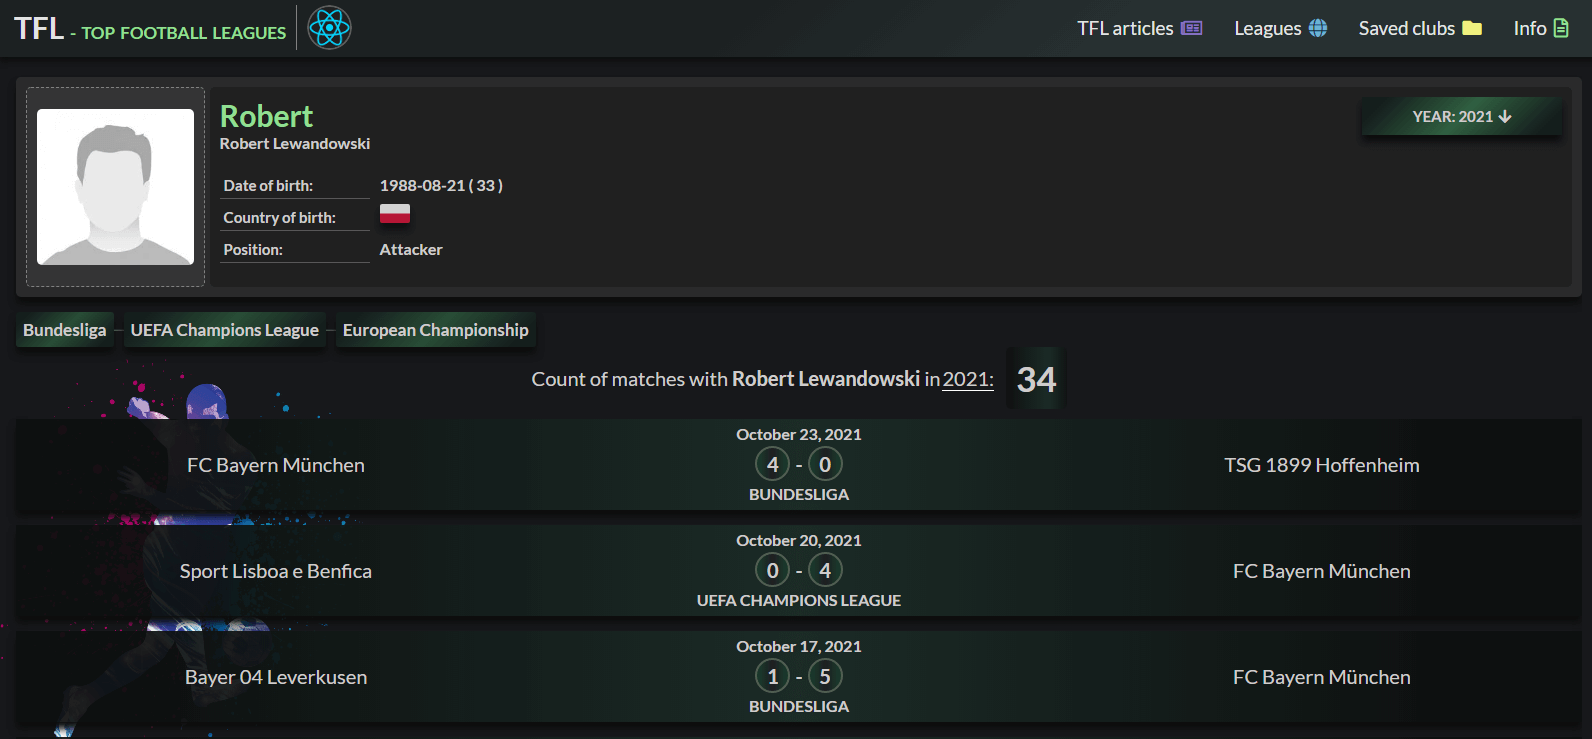 TFL - TOP FOOTBALL LEAGUES
TFL articles
Leagues
Saved clubs
Info
Robert
Robert Lewandowski
YEAR: 2021
Date of birth: 1988-08-21 ( 33 )
Country of birth:
Position: Attacker
Bundesliga
UEFA Champions League
European Championship
Count of matches with Robert Lewandowski in 2021: 34
October 23, 2021
FC Bayern München 4 - 0 TSG 1899 Hoffenheim
BUNDESLIGA
October 20, 2021
Sport Lisboa e Benfica 0 - 4 FC Bayern München
UEFA CHAMPIONS LEAGUE
October 17, 2021
Bayer 04 Leverkusen 1 - 5 FC Bayern München
BUNDESLIGA